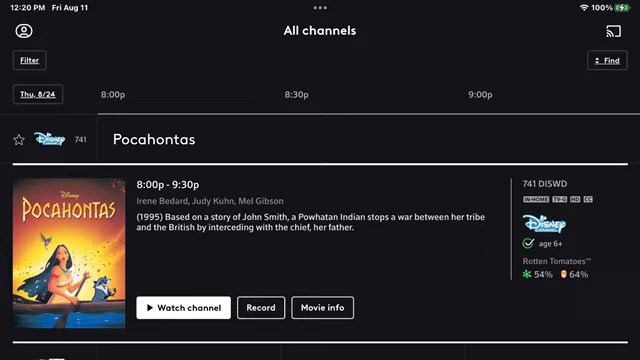 12:20 PM Fri Aug 11
100%
All channels
Filter
Find
Thu, 8/24
8:00p
8:30p
9:00p
Disney
CHANNEL
741
Pocahontas
Disney
POCAHONTAS
8:00p - 9:30p
Irene Bedard, Judy Kuhn, Mel Gibson
(1995) Based on a story of John Smith, a Powhatan Indian stops a war between her tribe
and the British by interceding with the chief, her father.
Watch channel
Record
Movie info
741 DISWD
IN-HOME TV-G HD CC
Disney
CHANNEL
age 6+
Rotten Tomatoes™
54% 64%